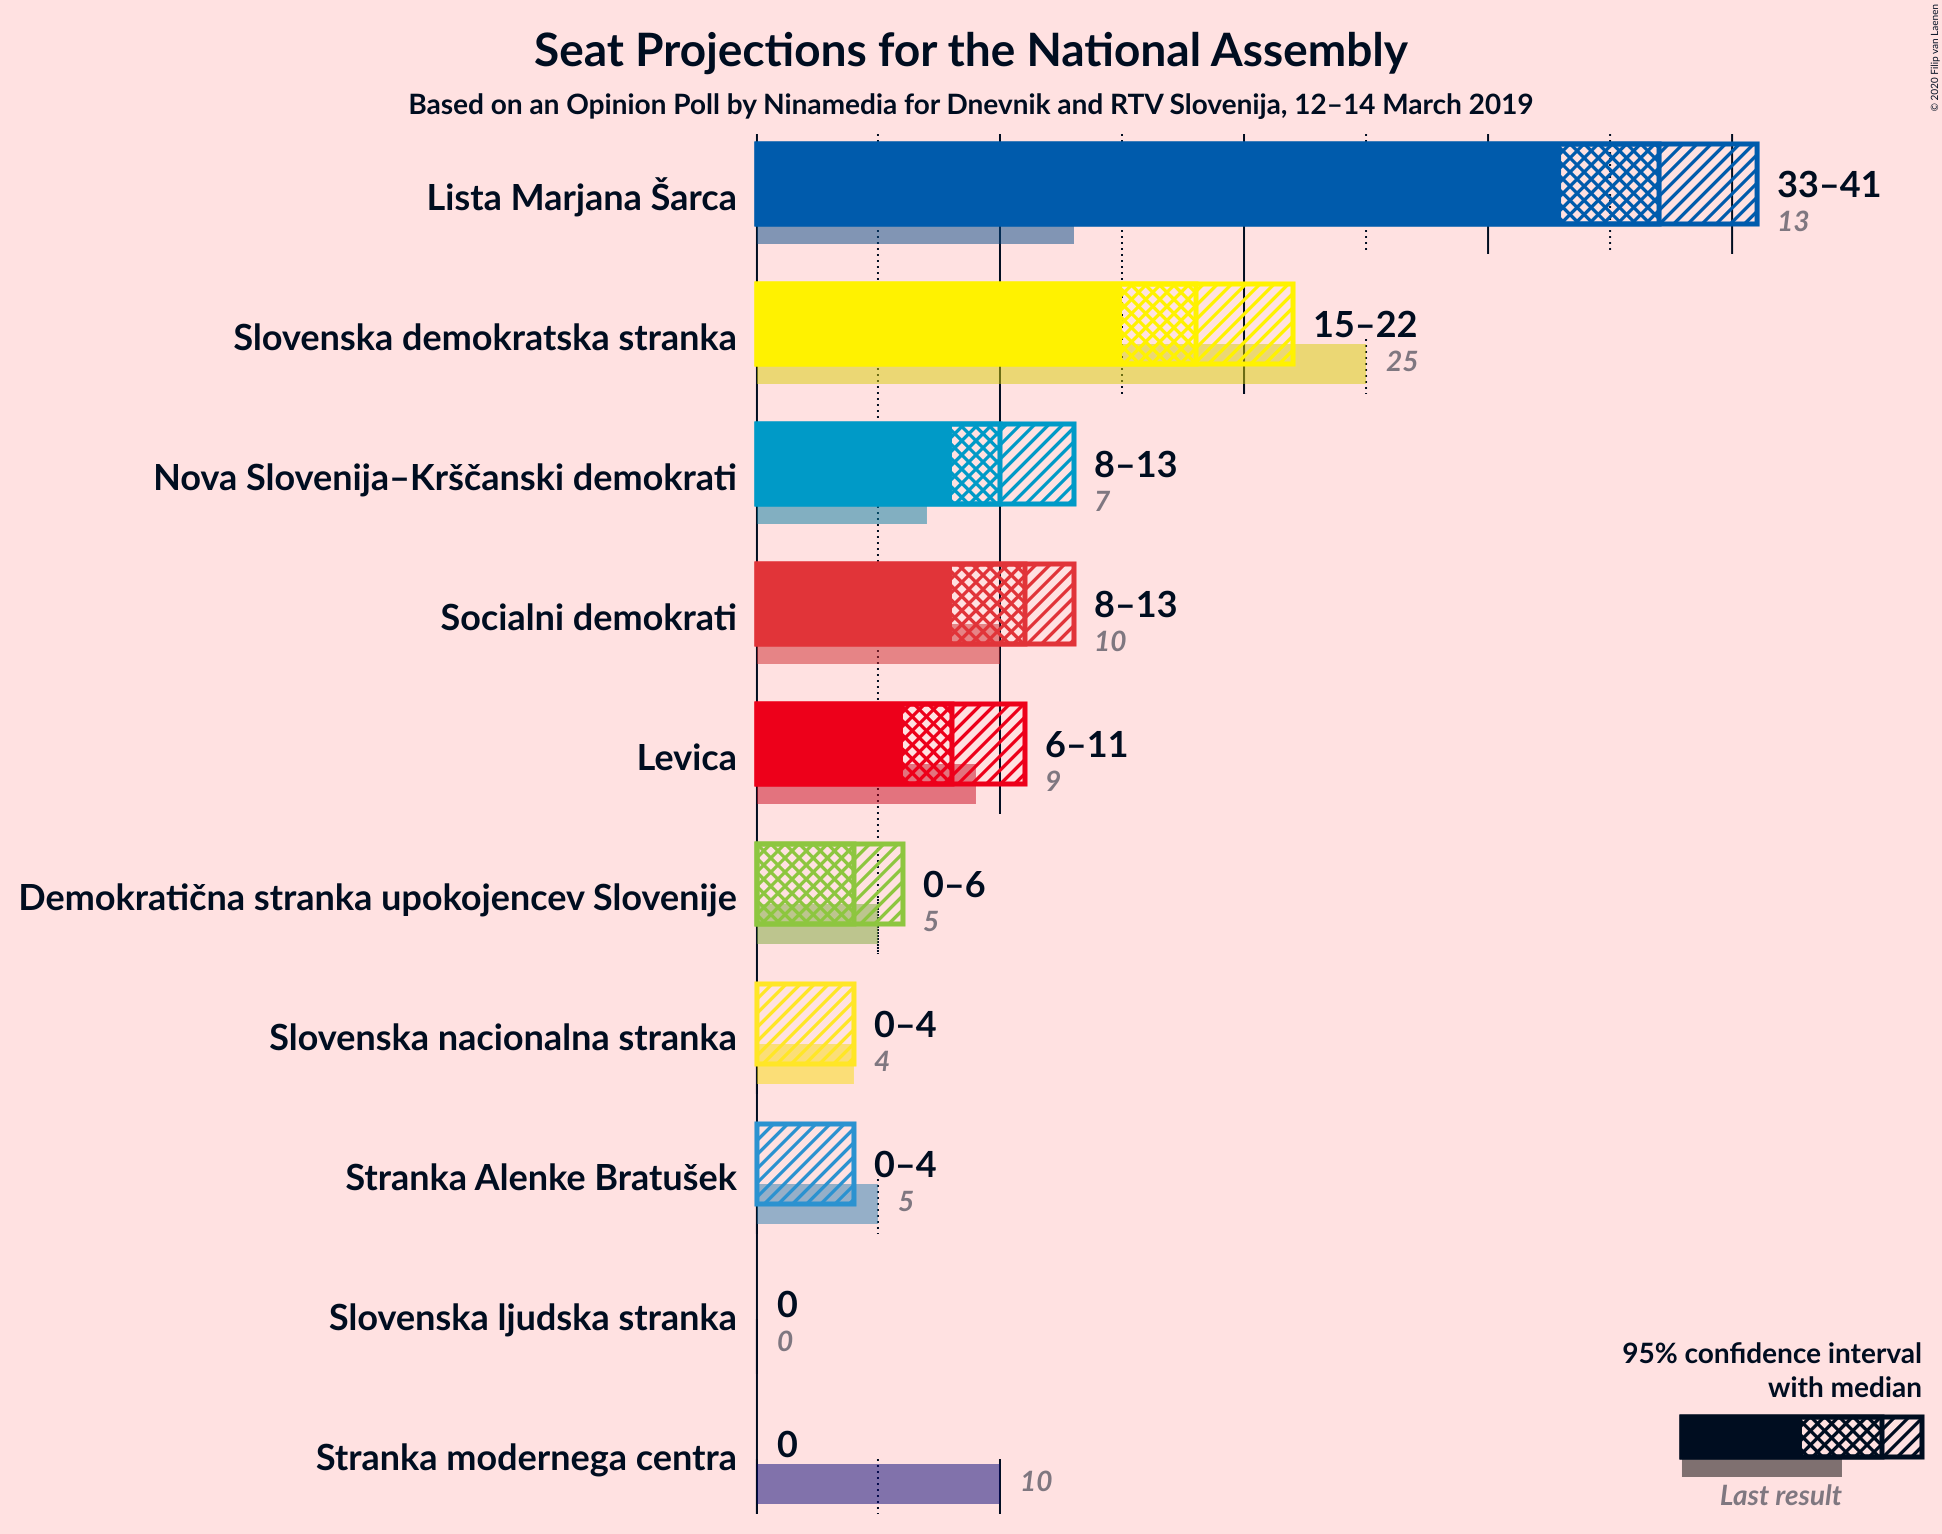 Seat Projections for the National Assembly
Based on an Opinion Poll by Ninamedia for Dnevnik and RTV Slovenija, 12–14 March 2019
© 2020 Filip van Laenen
Lista Marjana Šarca
33–41
13
Slovenska demokratska stranka
15–22
25
Nova Slovenija–Krščanski demokrati
8–13
7
Socialni demokrati
8–13
10
Levica
6–11
9
Demokratična stranka upokojencev Slovenije
0–6
5
Slovenska nacionalna stranka
0–4
4
Stranka Alenke Bratušek
0–4
5
Slovenska ljudska stranka
0
0
Stranka modernega centra
0
10
95% confidence interval
with median
Last result